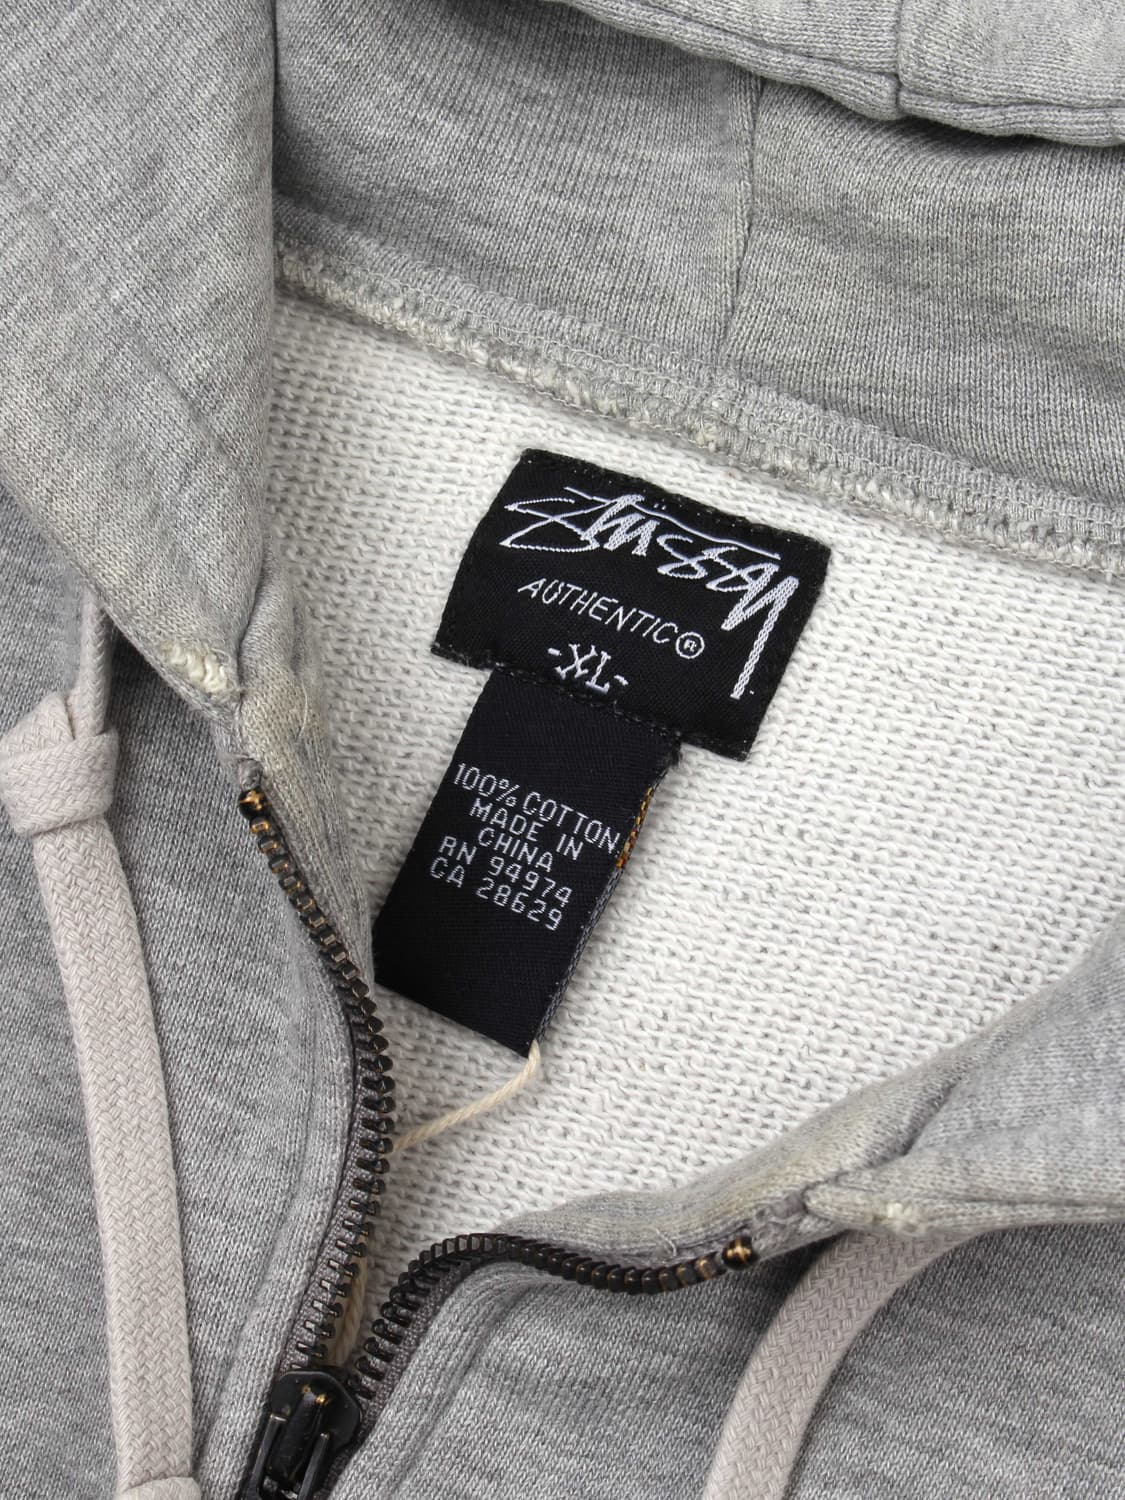 Stüssy
AUTHENTIC®
-XL-
100% COTTON
MADE IN
CHINA
RN 94974
CA 28629